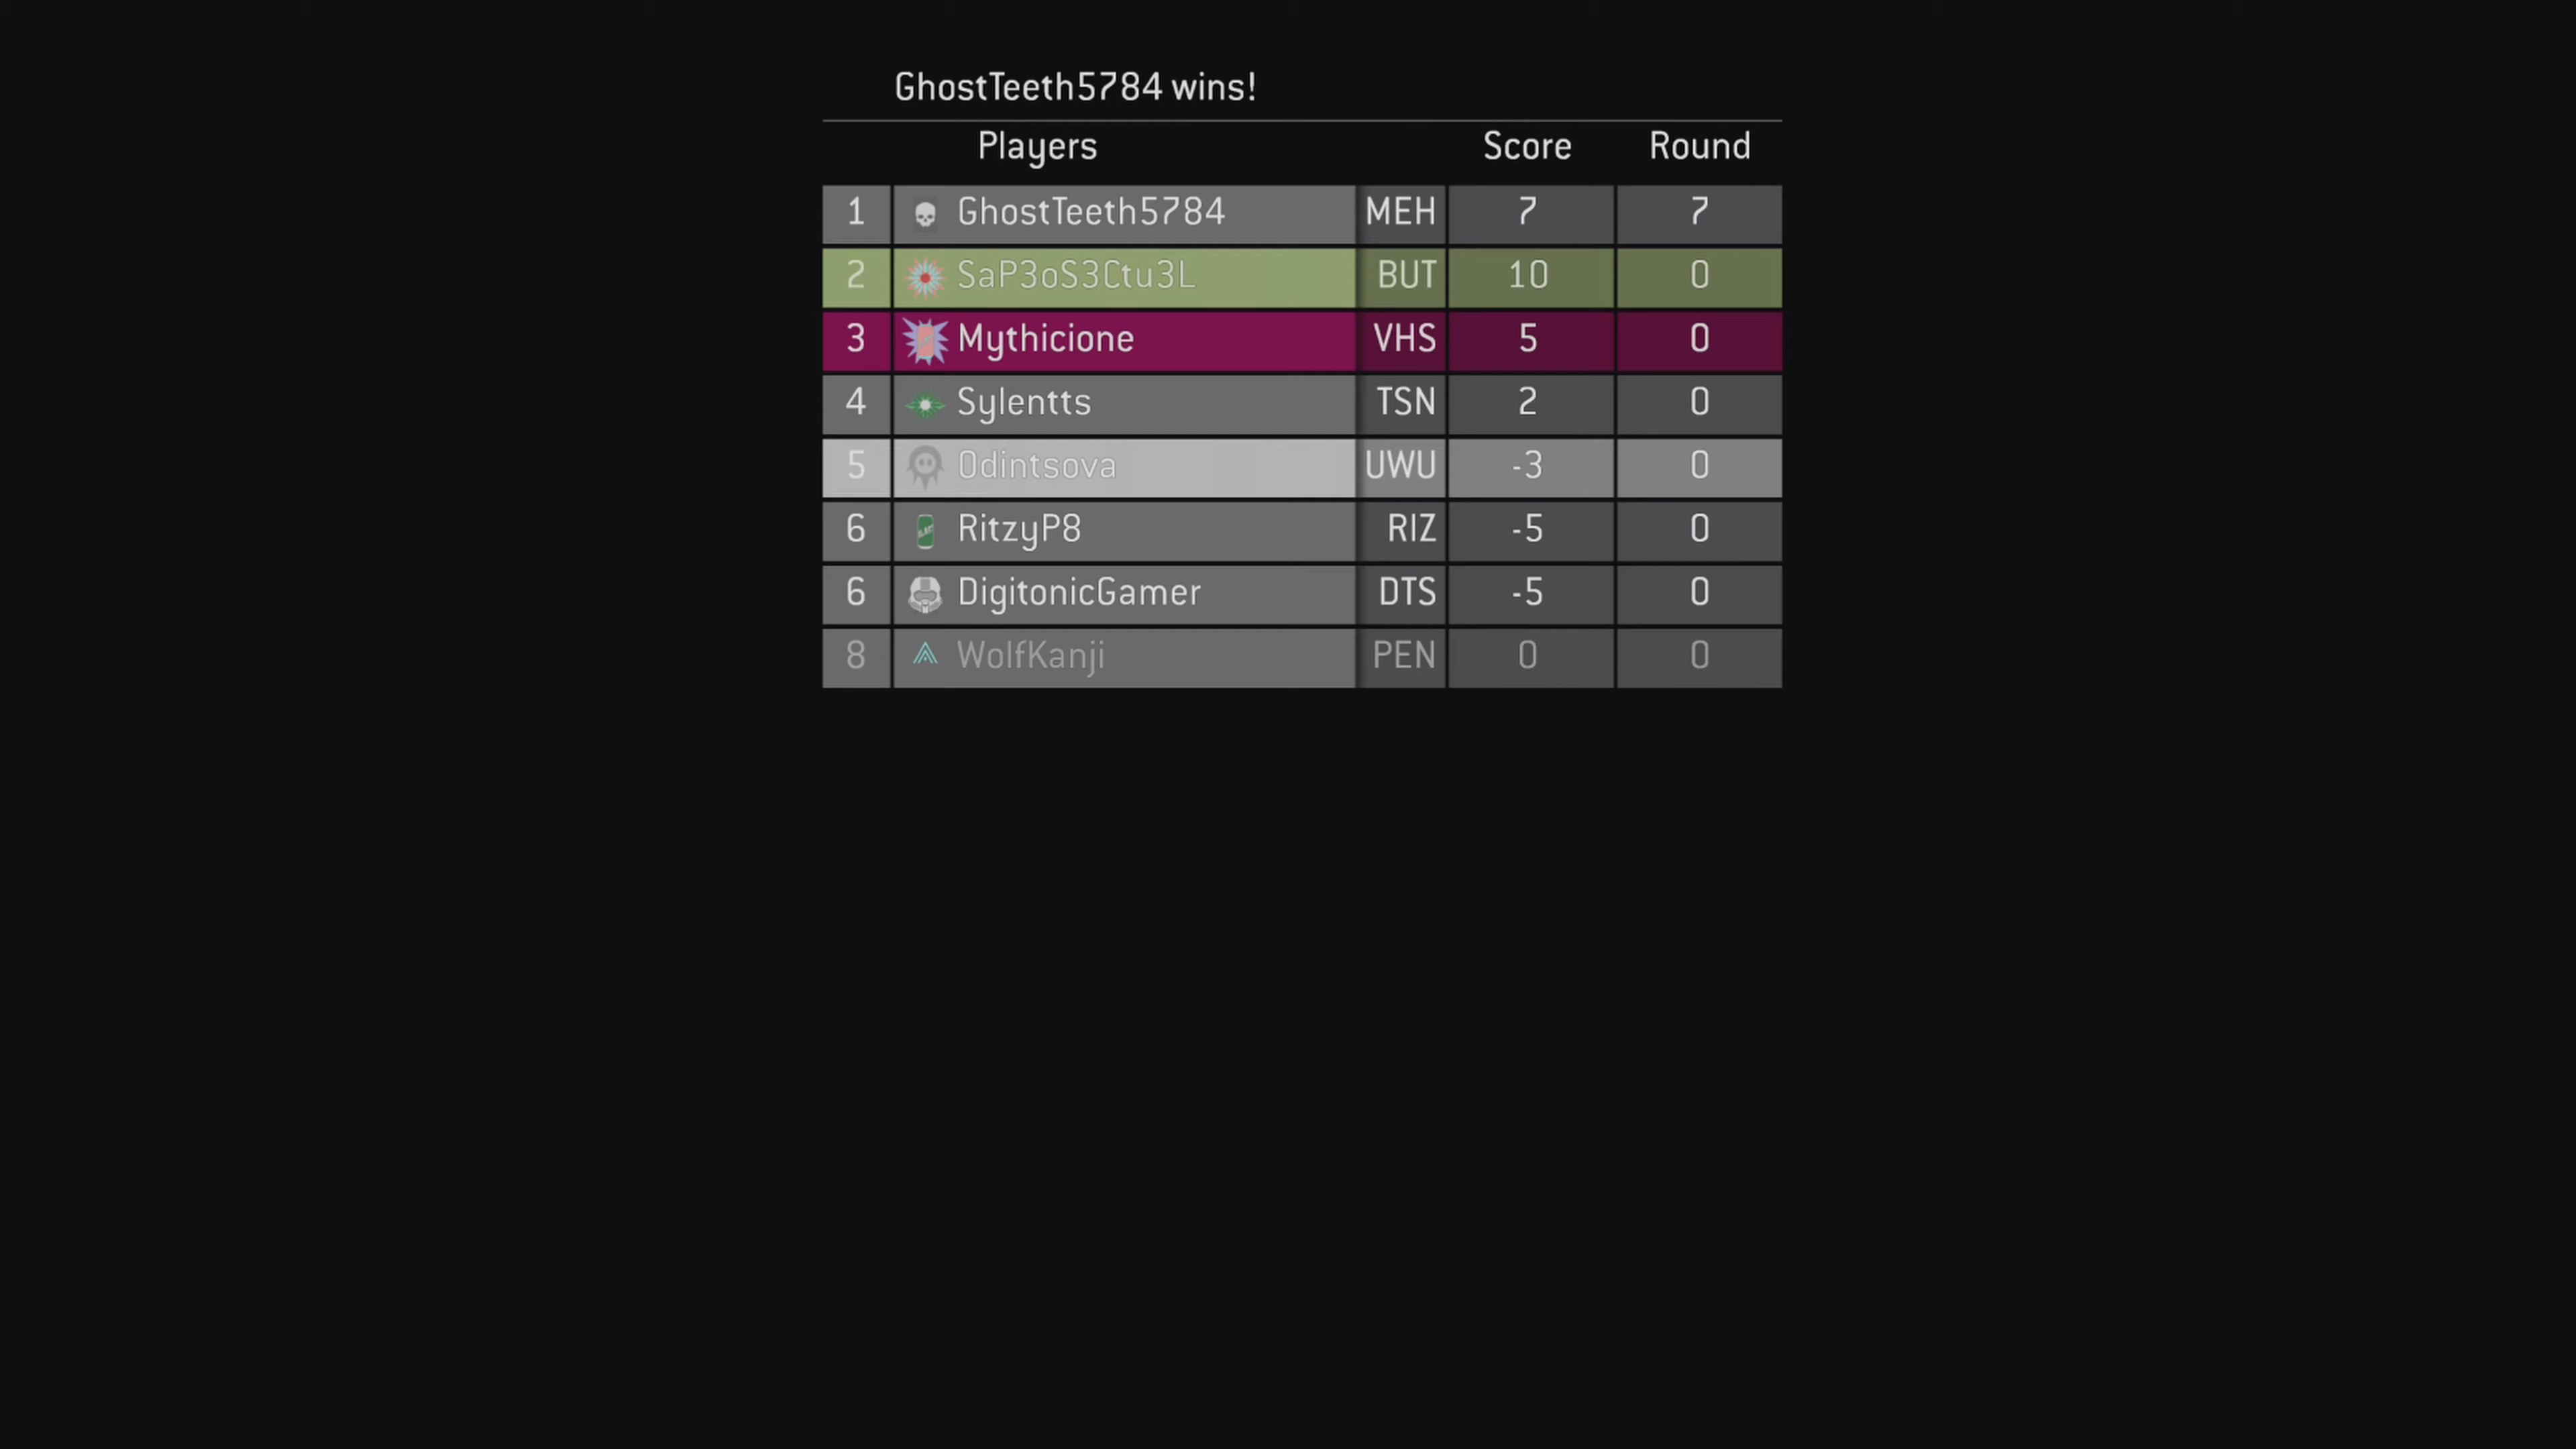 GhostTeeth5784 wins!
Players Score Round
1 GhostTeeth5784 MEH 7 7
2 SaP3oS3Ctu3L BUT 10 0
3 Mythicione VHS 5 0
4 Sylentts TSN 2 0
5 Odintsova UWU -3 0
6 RitzyP8 RIZ -5 0
6 DigitonicGamer DTS -5 0
8 WolfKanji PEN 0 0